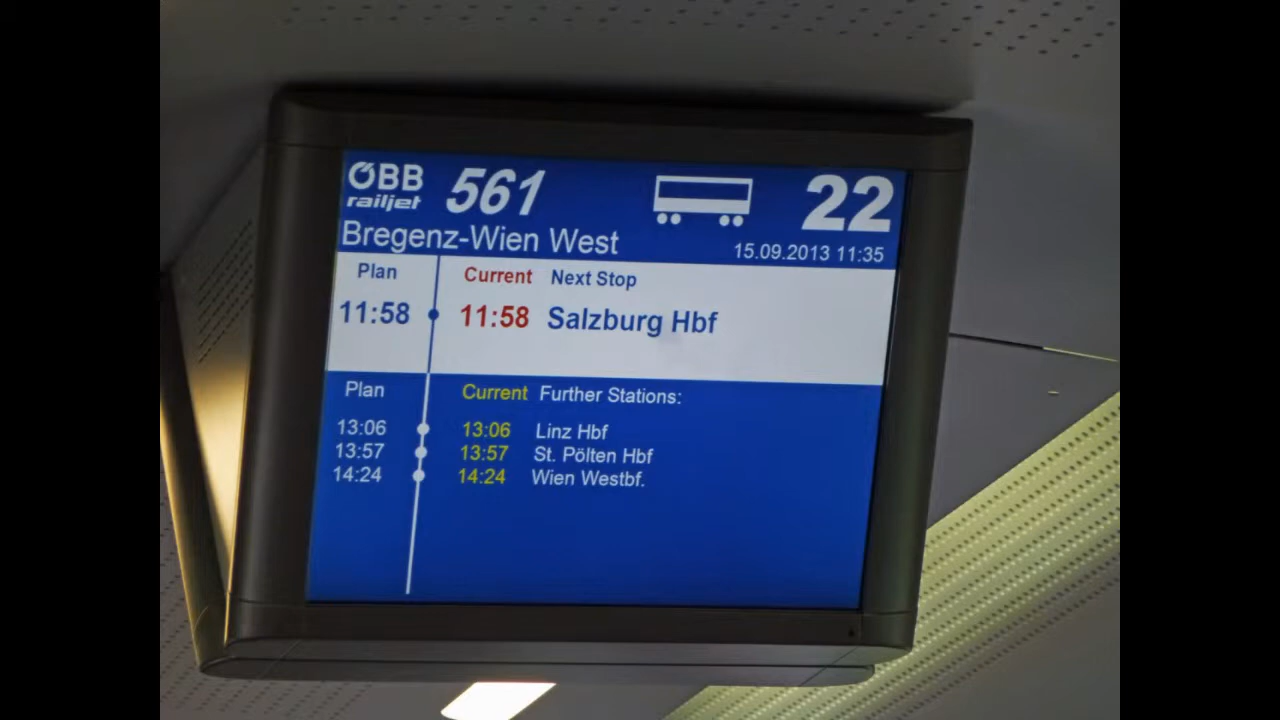 ÖBB railjet 561 22
Bregenz-Wien West 15.09.2013 11:35
Plan Current Next Stop
11:58 11:58 Salzburg Hbf
Plan Current Further Stations:
13:06 13:06 Linz Hbf
13:57 13:57 St. Pölten Hbf
14:24 14:24 Wien Westbf.